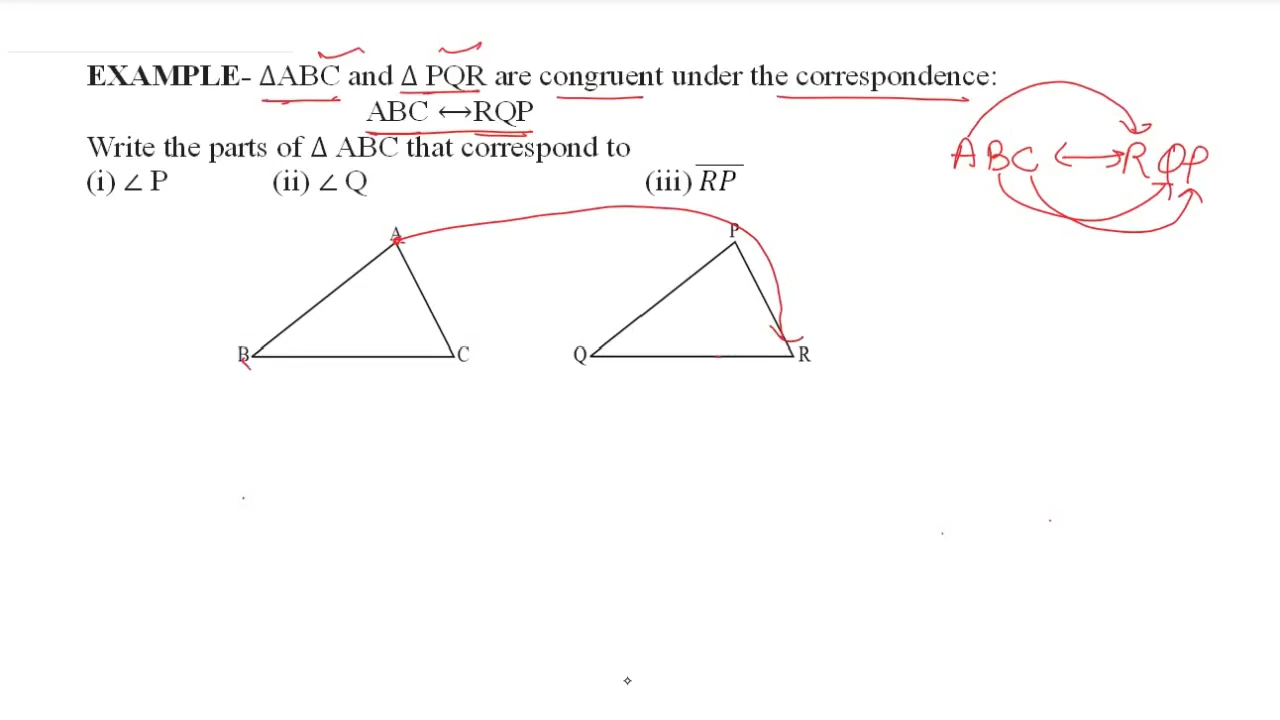 EXAMPLE- ΔABC and Δ PQR are congruent under the correspondence:
ABC ↔RQP
ABC ↔ RQP
Write the parts of Δ ABC that correspond to
(i) ∠ P (ii) ∠ Q (iii) \overline{RP}
A P
B C Q R